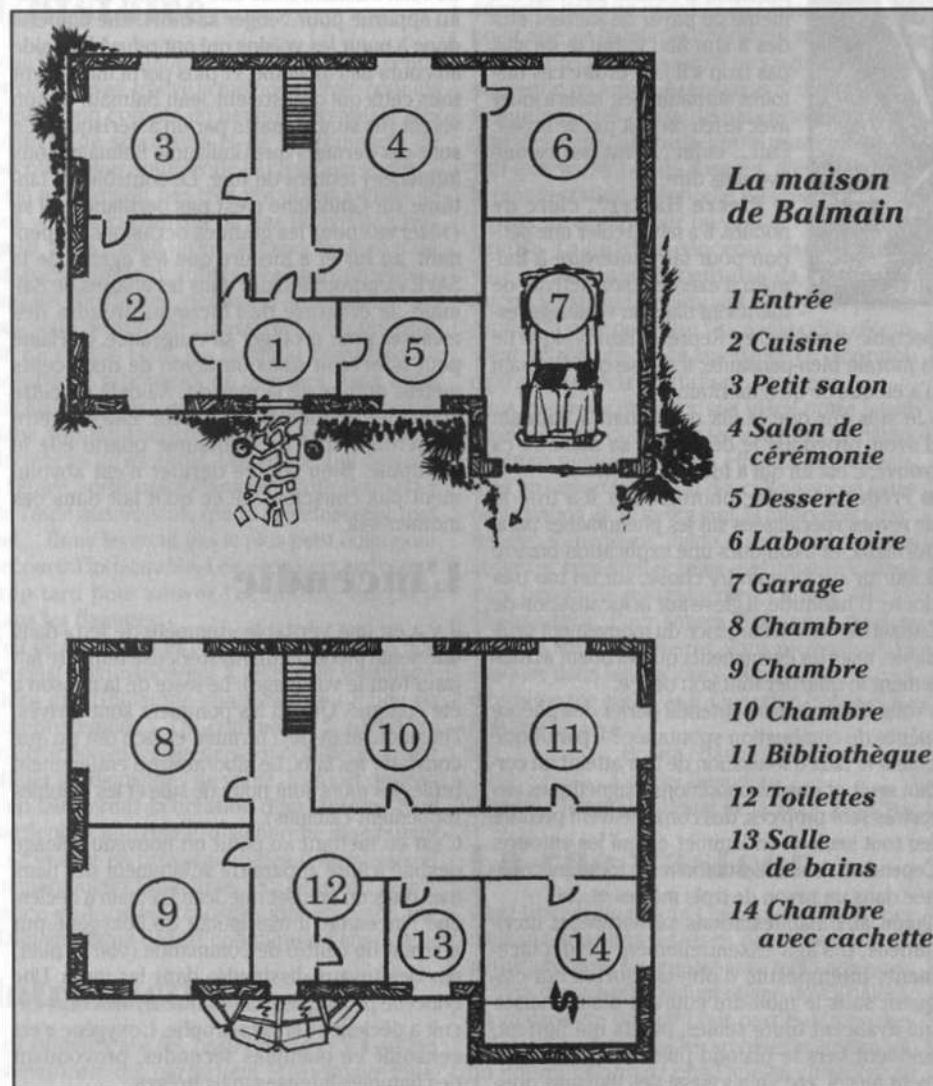 La maison
de Balmain
1 Entrée
2 Cuisine
3 Petit salon
4 Salon de
cérémonie
5 Desserte
6 Laboratoire
7 Garage
8 Chambre
9 Chambre
10 Chambre
11 Bibliothèque
12 Toilettes
13 Salle
de bains
14 Chambre
avec cachette
3
4
6
2
7
1
5
8
10
11
9
12
13
14
S